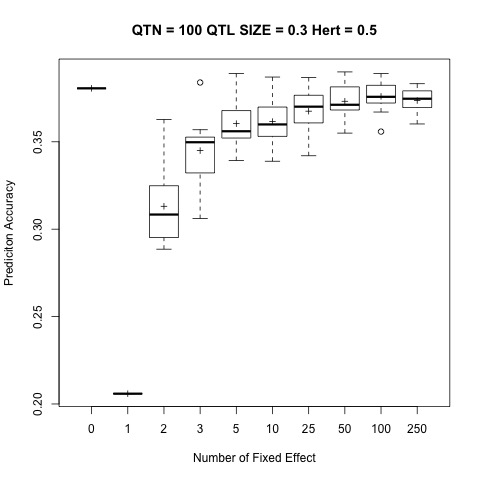 QTN = 100 QTL SIZE = 0.3 Hert = 0.5
Prediciton Accuracy
0.35
0.30
0.25
0.20
0 1 2 3 5 10 25 50 100 250
Number of Fixed Effect